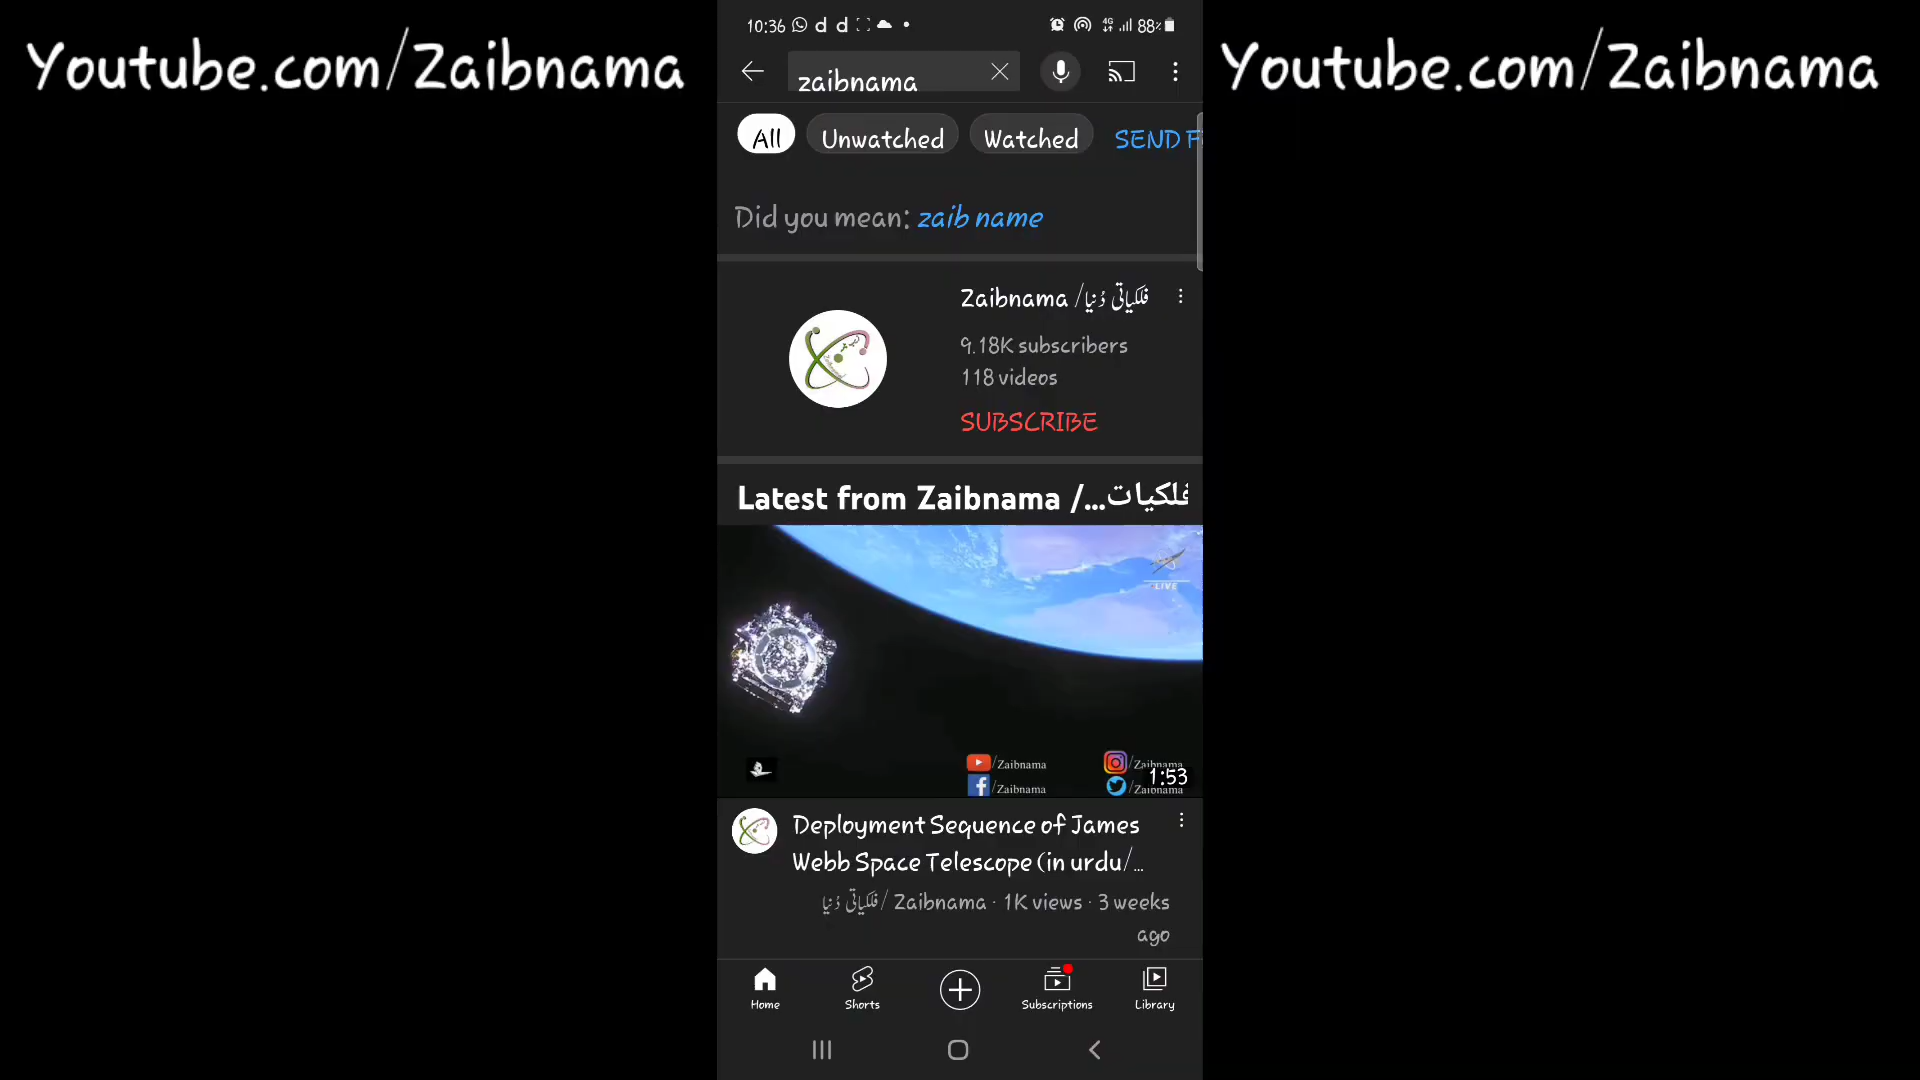 Youtube.com/Zaibnama
10:36 88%
zaibnama
All Unwatched Watched SEND F
Did you mean: zaib name
Zaibnama / فلکیاتی دُنیا
9.18K subscribers
118 videos
SUBSCRIBE
Latest from Zaibnama /...فلکیات
LIVE
/Zaibnama /Zaibnama
/Zaibnama /Zaibnama
1:53
Deployment Sequence of James
Webb Space Telescope (in urdu/...
فلکیاتی دُنیا / Zaibnama · 1K views · 3 weeks
ago
Home Shorts Subscriptions Library
Youtube.com/Zaibnama